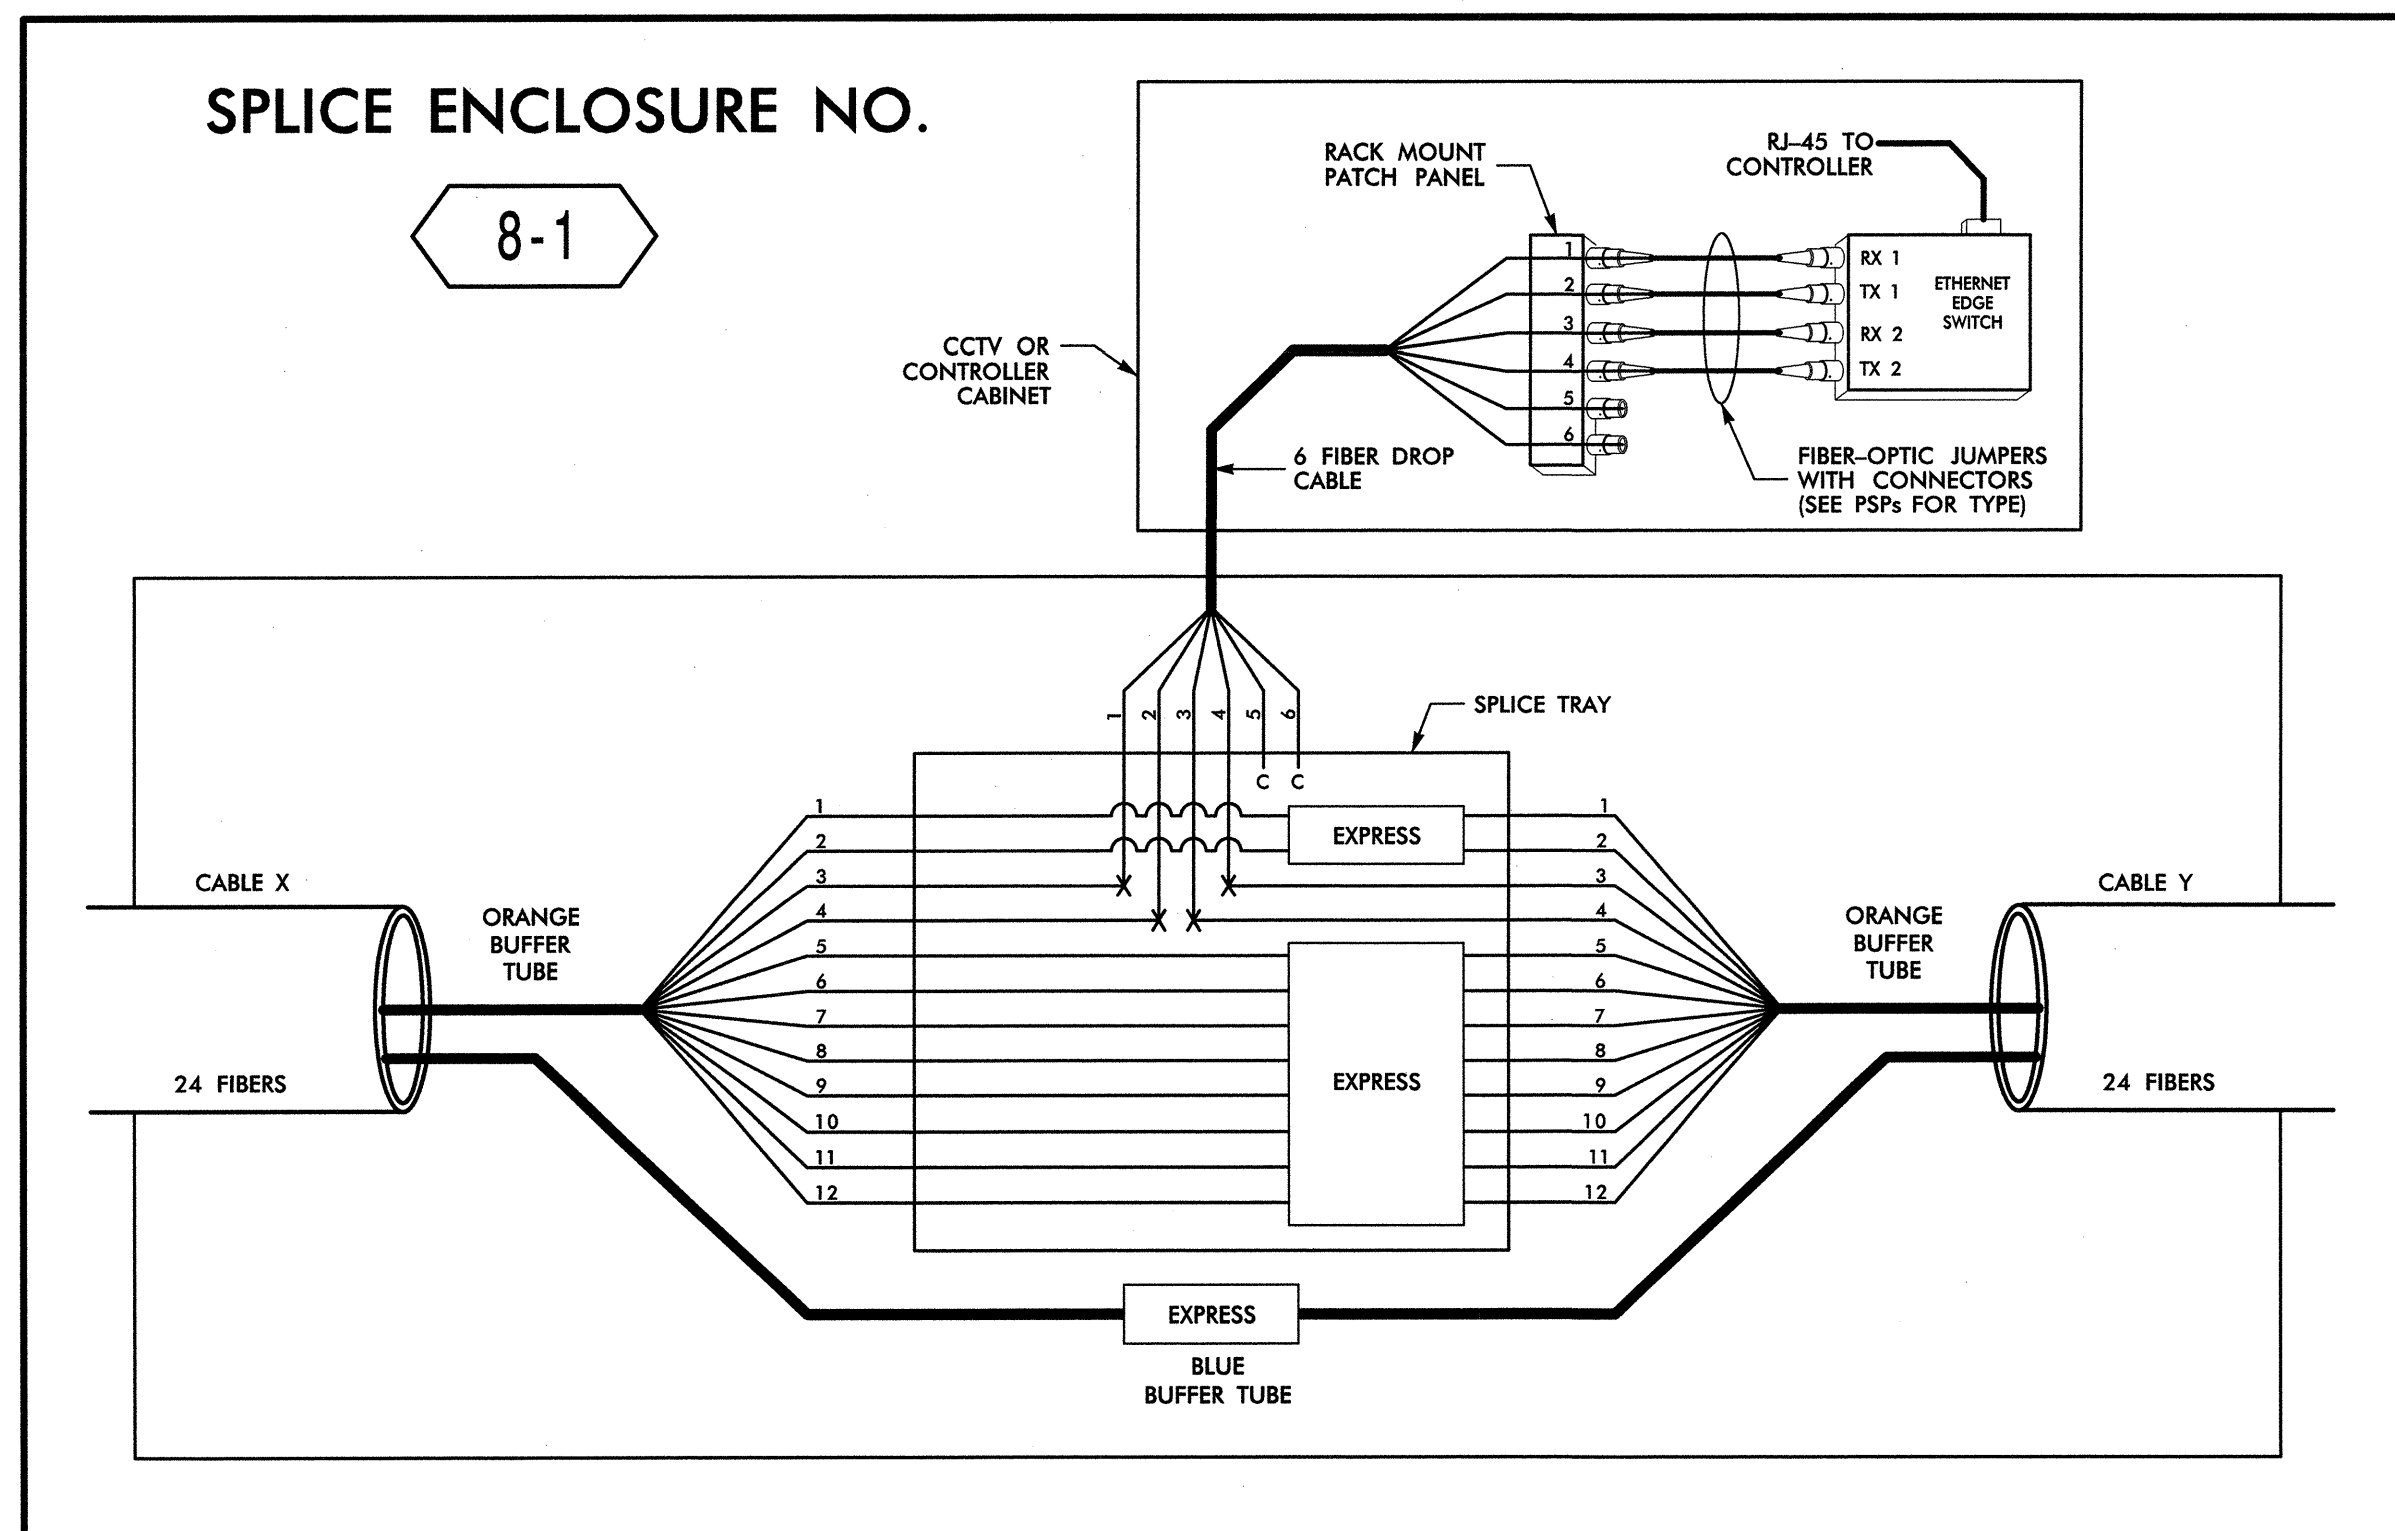 SPLICE ENCLOSURE NO.
8-1
RACK MOUNT
PATCH PANEL
RJ-45 TO
CONTROLLER
1
2
3
4
5
6
RX 1
TX 1
RX 2
TX 2
ETHERNET
EDGE
SWITCH
CCTV OR
CONTROLLER
CABINET
6 FIBER DROP
CABLE
FIBER-OPTIC JUMPERS
WITH CONNECTORS
(SEE PSPs FOR TYPE)
1 2 3 4 5 6
SPLICE TRAY
C C
1
2
3
4
5
6
7
8
9
10
11
12
EXPRESS
EXPRESS
1
2
3
4
5
6
7
8
9
10
11
12
CABLE X
ORANGE
BUFFER
TUBE
24 FIBERS
CABLE Y
ORANGE
BUFFER
TUBE
24 FIBERS
EXPRESS
BLUE
BUFFER TUBE